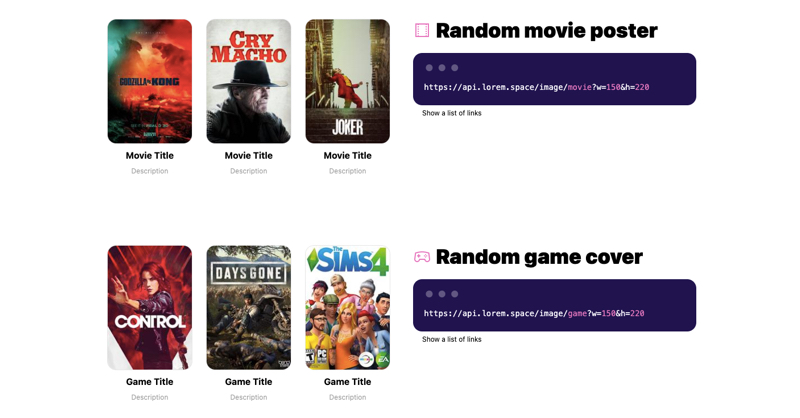 GODZILLA VS. KONG
CRY
MACHO
JOKER
Movie Title
Movie Title
Movie Title
Description
Description
Description
Random movie poster
https://api.lorem.space/image/movie?w=150&h=220
Show a list of links
CONTROL
DAYS GONE
The
SIMS 4
PC
EA
Game Title
Game Title
Game Title
Description
Description
Description
Random game cover
https://api.lorem.space/image/game?w=150&h=220
Show a list of links